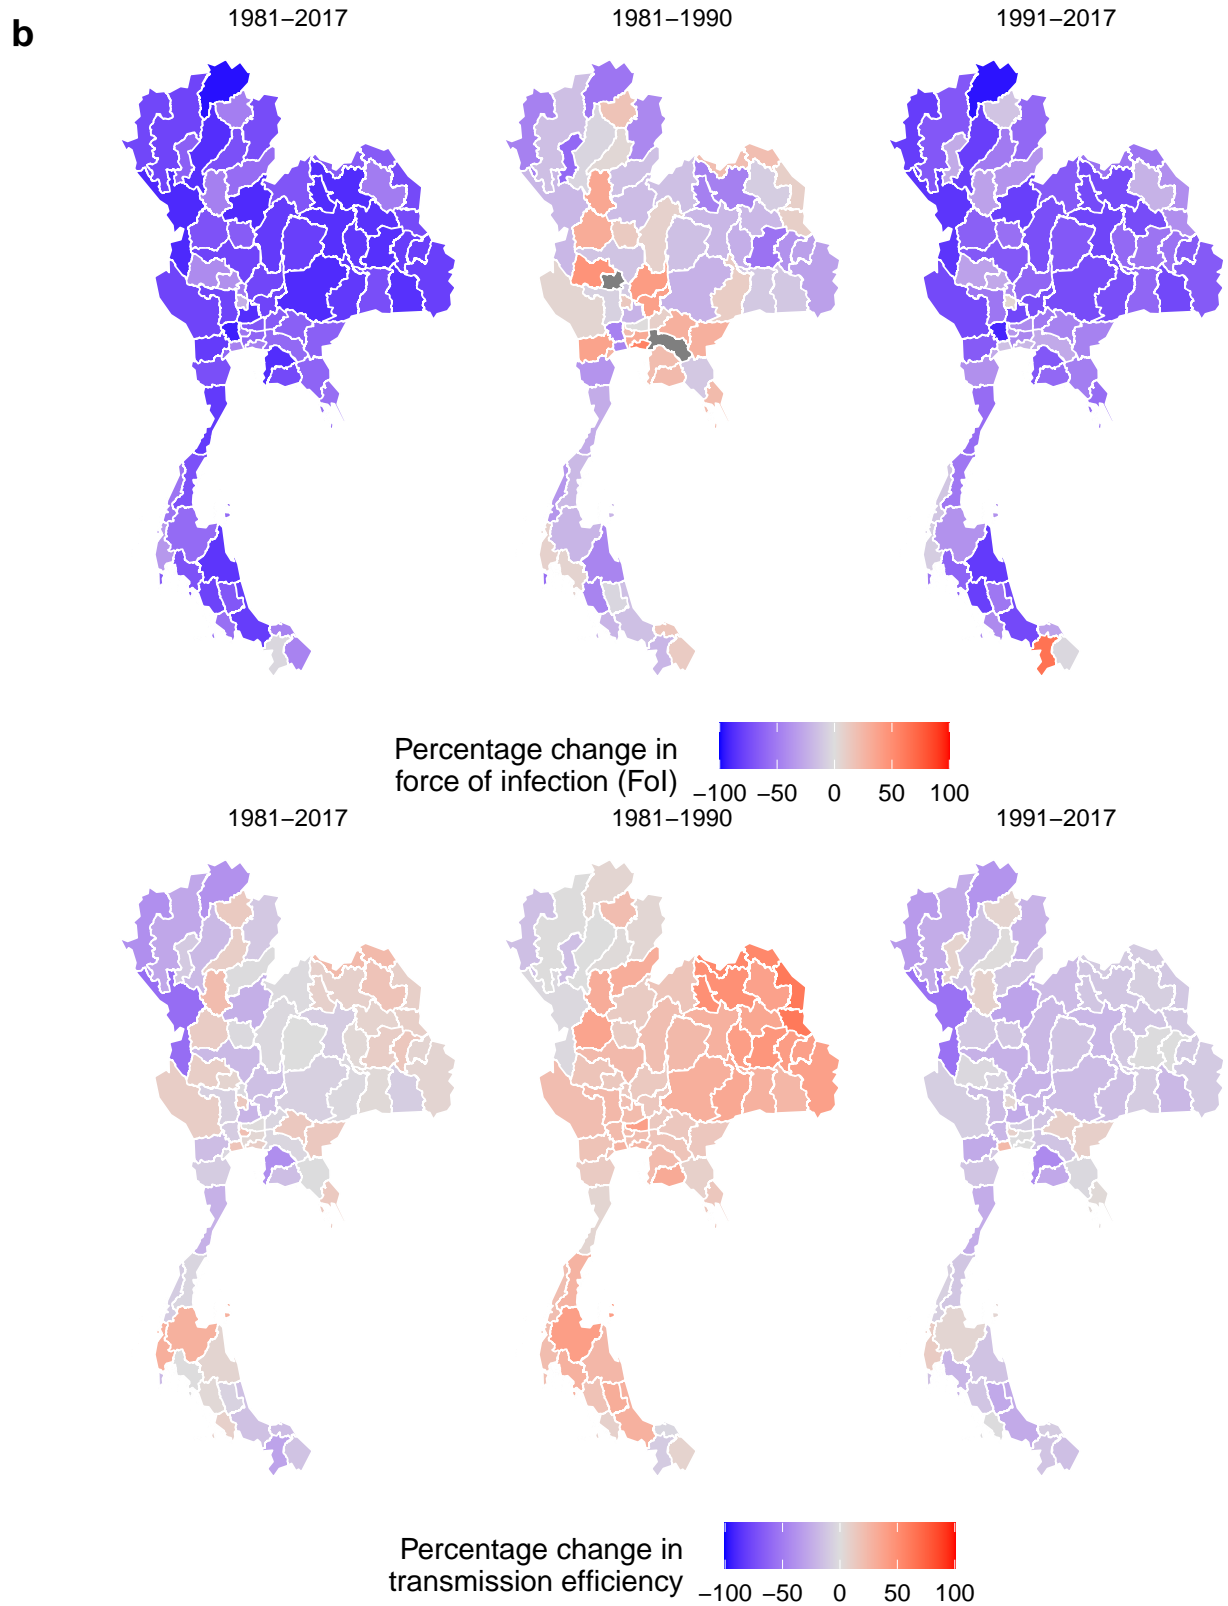 b
1981−2017
1981−1990
1991−2017
Percentage change in
force of infection (FoI)
−100 −50 0 50 100
1981−2017
1981−1990
1991−2017
Percentage change in
transmission efficiency
−100 −50 0 50 100